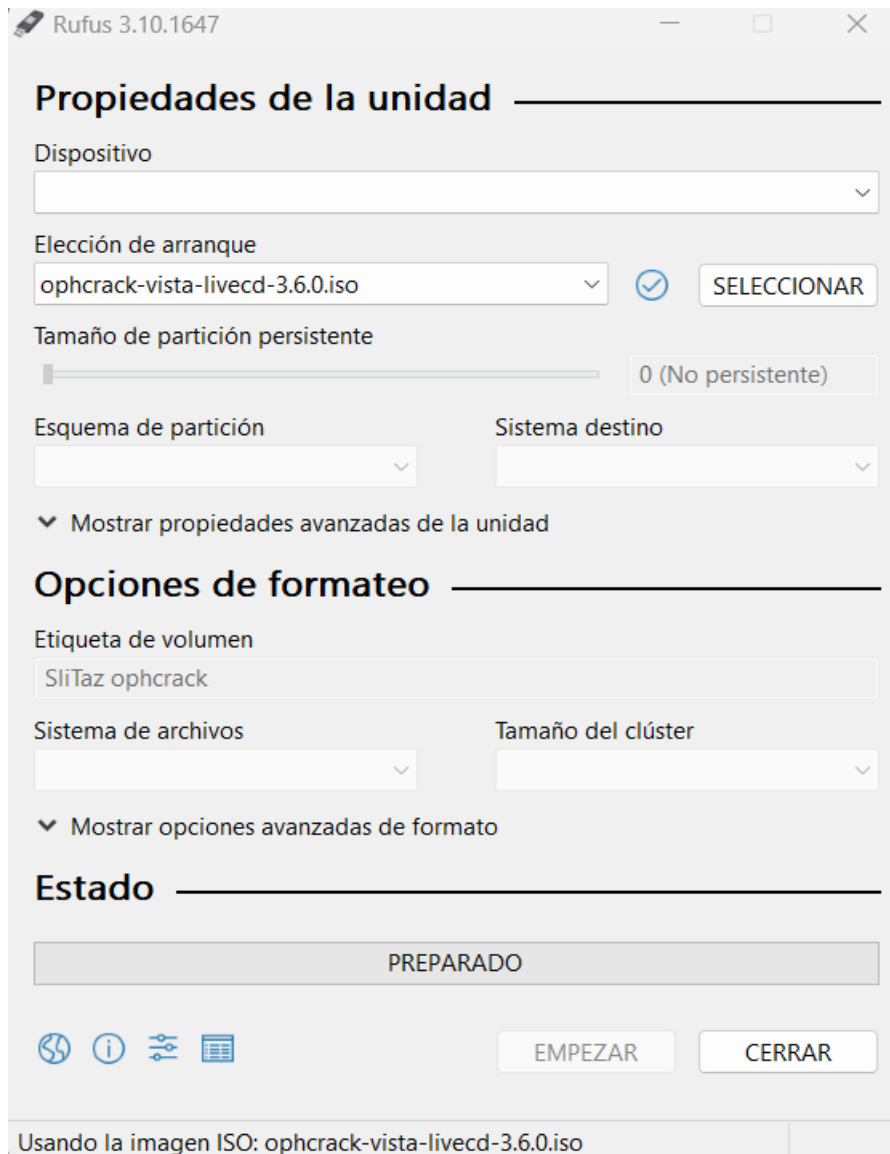 Rufus 3.10.1647
Propiedades de la unidad
Dispositivo
Elección de arranque
ophcrack-vista-livecd-3.6.0.iso
SELECCIONAR
Tamaño de partición persistente
0 (No persistente)
Esquema de partición
Sistema destino
Mostrar propiedades avanzadas de la unidad
Opciones de formateo
Etiqueta de volumen
SliTaz ophcrack
Sistema de archivos
Tamaño del clúster
Mostrar opciones avanzadas de formato
Estado
PREPARADO
EMPEZAR
CERRAR
Usando la imagen ISO: ophcrack-vista-livecd-3.6.0.iso